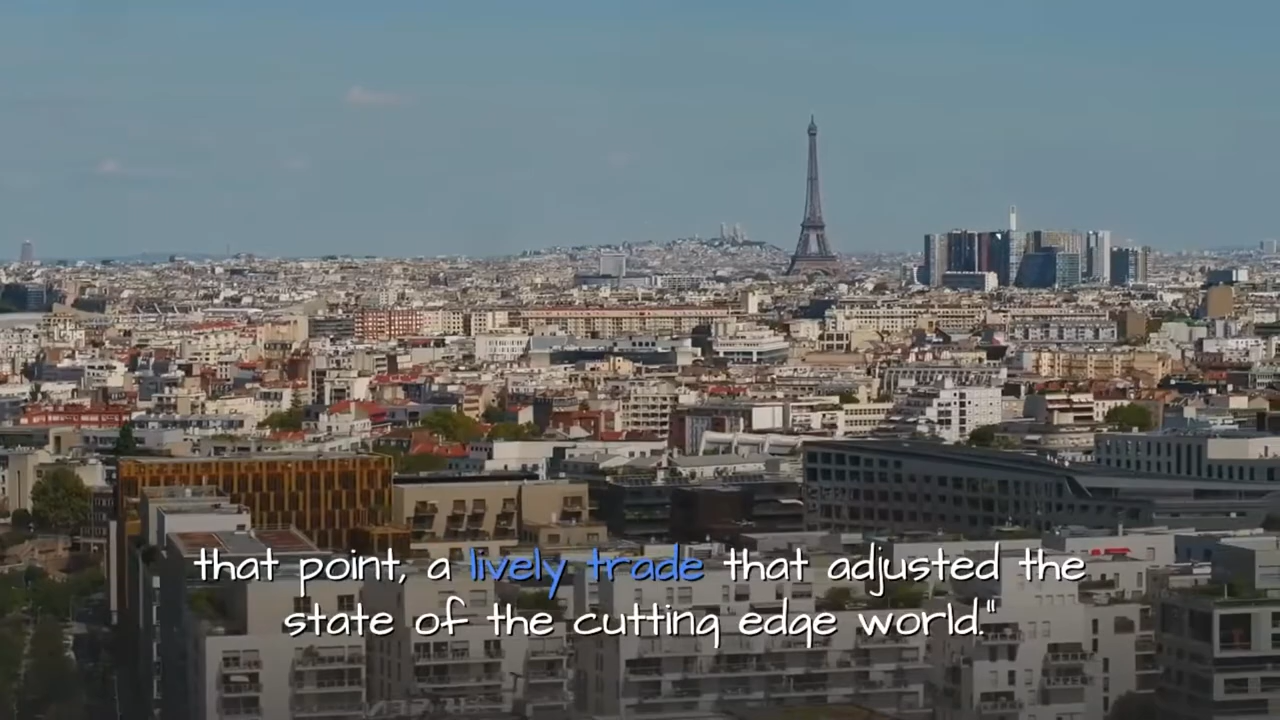 that point, a lively trade that adjusted the
state of the cutting edge world."